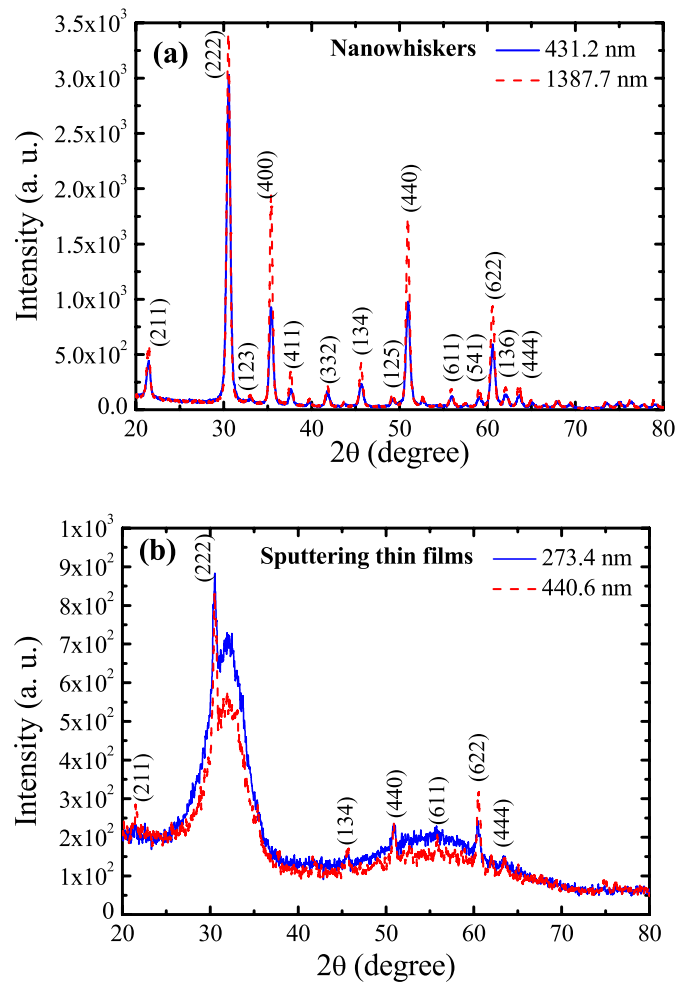 (a)
Nanowhiskers
431.2 nm
1387.7 nm
3.5x10³
3.0x10³
2.5x10³
2.0x10³
1.5x10³
1.0x10³
5.0x10²
0.0
Intensity (a. u.)
(211)
(222)
(123)
(400)
(411)
(332)
(134)
(125)
(440)
(611)
(541)
(622)
(136)
(444)
20 30 40 50 60 70 80
2θ (degree)
(b)
Sputtering thin films
273.4 nm
440.6 nm
1x10³
9x10²
8x10²
7x10²
6x10²
5x10²
4x10²
3x10²
2x10²
1x10²
0
Intensity (a. u.)
(211)
(222)
(134)
(440)
(611)
(622)
(444)
20 30 40 50 60 70 80
2θ (degree)